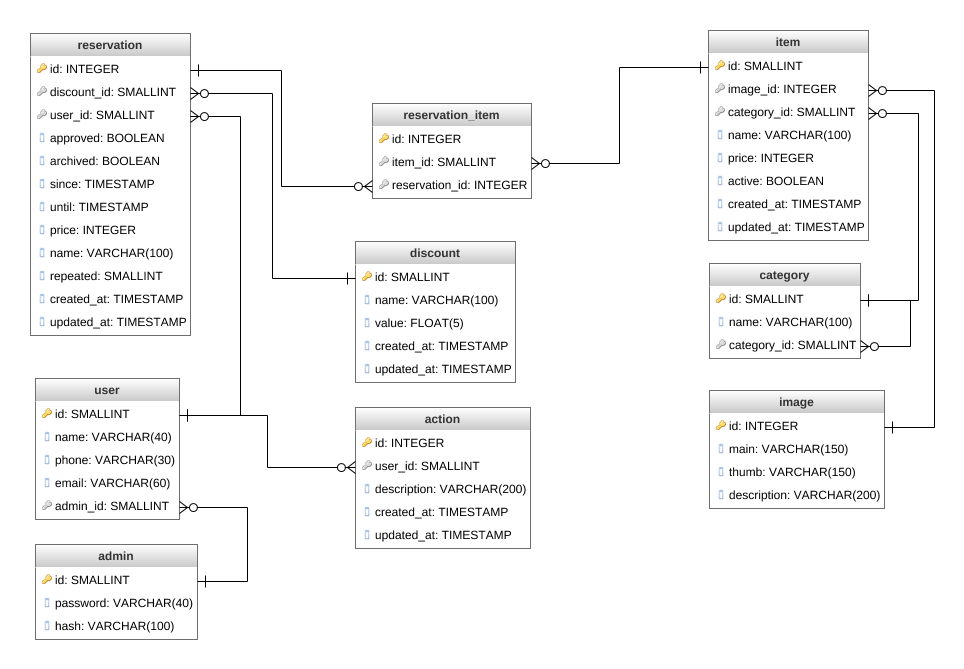 reservation
id: INTEGER
discount_id: SMALLINT
user_id: SMALLINT
approved: BOOLEAN
archived: BOOLEAN
since: TIMESTAMP
until: TIMESTAMP
price: INTEGER
name: VARCHAR(100)
repeated: SMALLINT
created_at: TIMESTAMP
updated_at: TIMESTAMP
reservation_item
id: INTEGER
item_id: SMALLINT
reservation_id: INTEGER
item
id: SMALLINT
image_id: INTEGER
category_id: SMALLINT
name: VARCHAR(100)
price: INTEGER
active: BOOLEAN
created_at: TIMESTAMP
updated_at: TIMESTAMP
discount
id: SMALLINT
name: VARCHAR(100)
value: FLOAT(5)
created_at: TIMESTAMP
updated_at: TIMESTAMP
category
id: SMALLINT
name: VARCHAR(100)
category_id: SMALLINT
user
id: SMALLINT
name: VARCHAR(40)
phone: VARCHAR(30)
email: VARCHAR(60)
admin_id: SMALLINT
action
id: INTEGER
user_id: SMALLINT
description: VARCHAR(200)
created_at: TIMESTAMP
updated_at: TIMESTAMP
image
id: INTEGER
main: VARCHAR(150)
thumb: VARCHAR(150)
description: VARCHAR(200)
admin
id: SMALLINT
password: VARCHAR(40)
hash: VARCHAR(100)